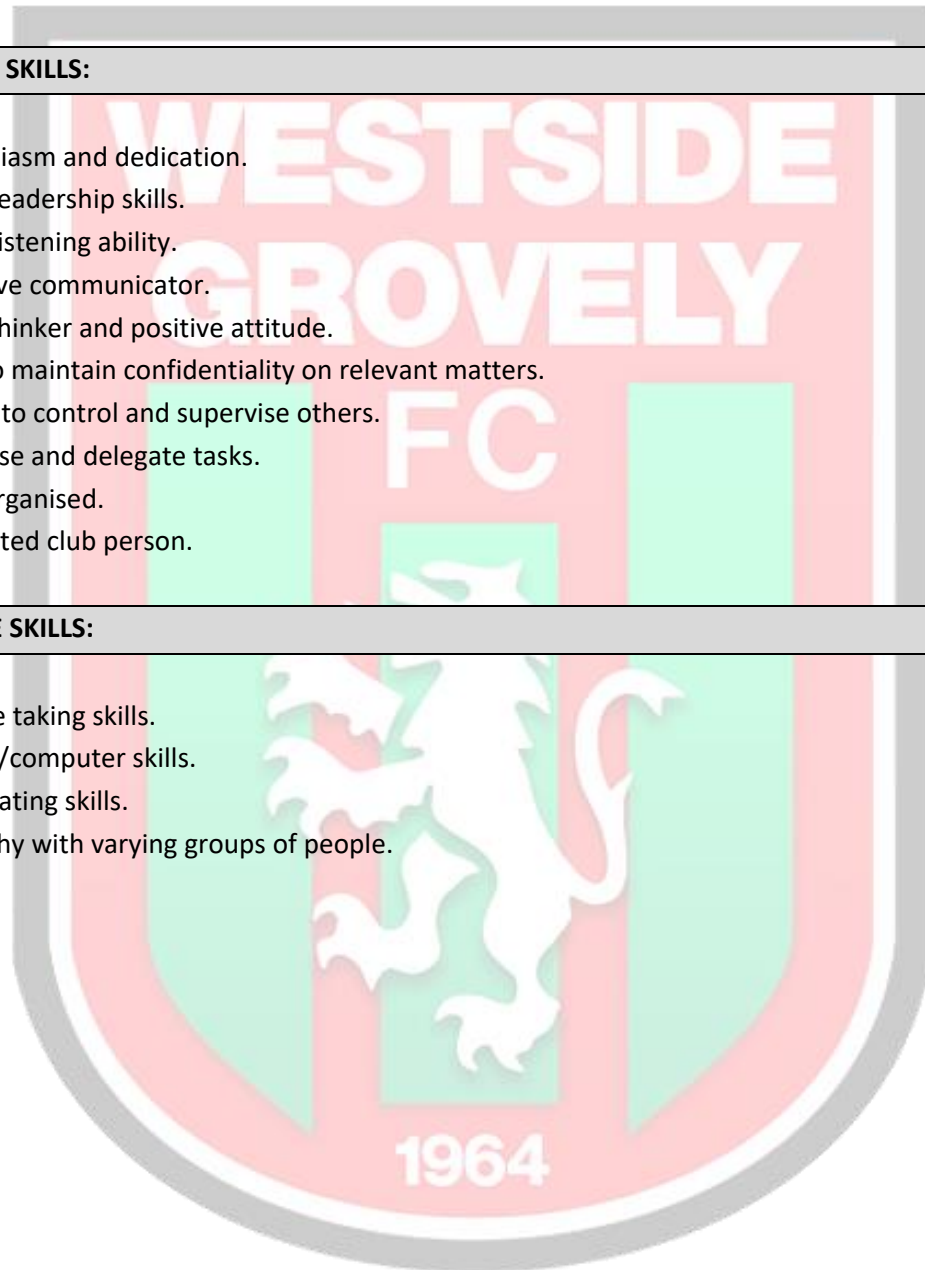 SKILLS:
iasm and dedication.
eadership skills.
istening ability.
ve communicator.
hinker and positive attitude.
o maintain confidentiality on relevant matters.
to control and supervise others.
se and delegate tasks.
rganised.
ted club person.
E SKILLS:
e taking skills.
/computer skills.
ating skills.
hy with varying groups of people.
WESTSIDE
GROVELY
FC
1964